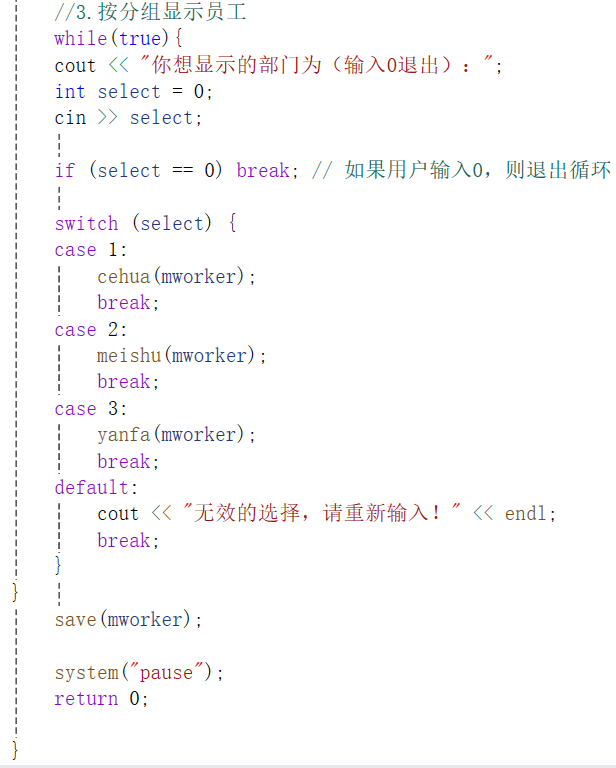 //3.按分组显示员工
while(true){
cout << "你想显示的部门为（输入0退出）：";
int select = 0;
cin >> select;
if (select == 0) break; // 如果用户输入0，则退出循环
switch (select) {
case 1:
cehua(mworker);
break;
case 2:
meishu(mworker);
break;
case 3:
yanfa(mworker);
break;
default:
cout << "无效的选择，请重新输入！" << endl;
break;
}
}
save(mworker);
system("pause");
return 0;
}